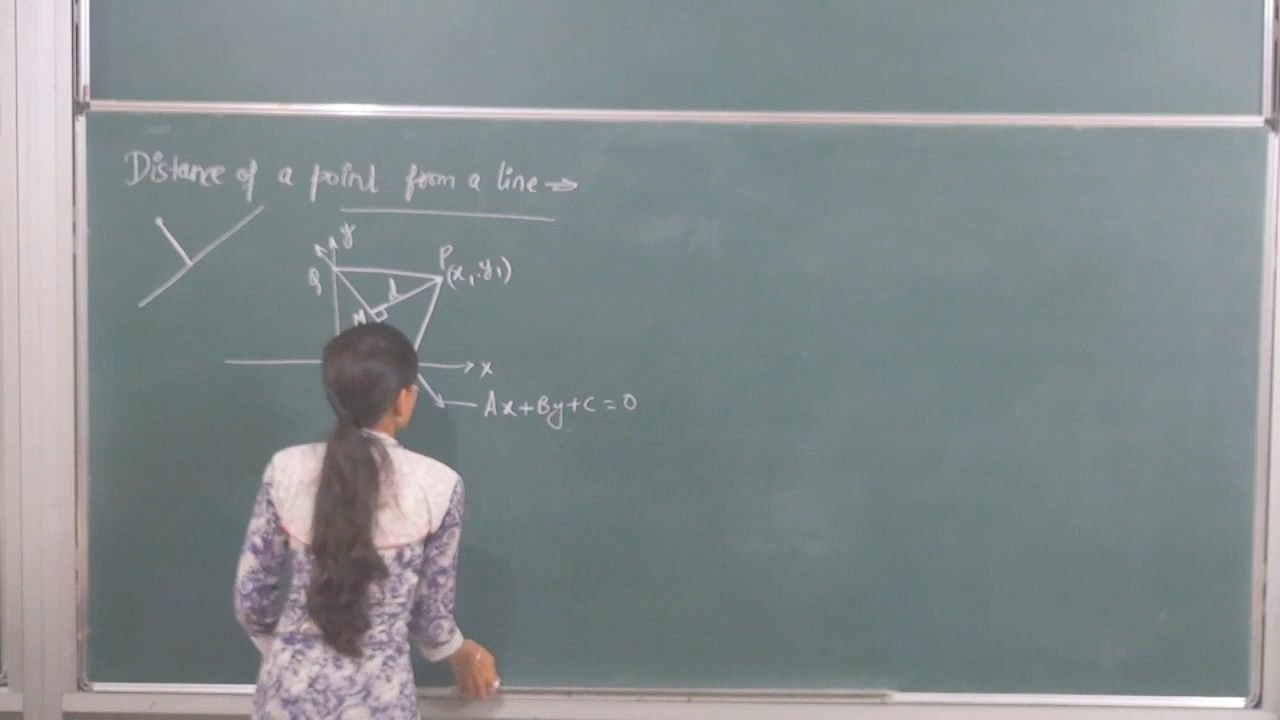 Distance of a point from a line →
y
P
Q
(x₁, y₁)
d
M
x
Ax+By+C=0